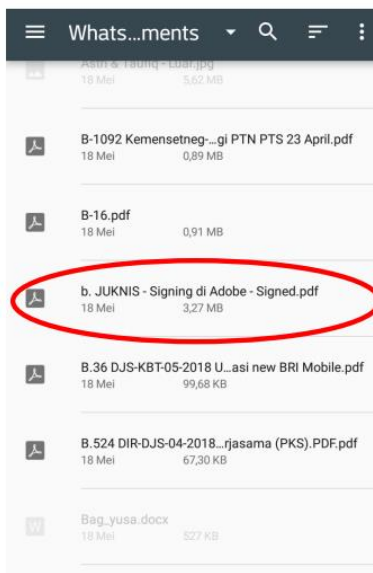 Whats...ments
Astri & Taufiq - Luar.jpg
18 Mei 5,62 MB
B-1092 Kemensetneg-...gi PTN PTS 23 April.pdf
18 Mei 0,89 MB
B-16.pdf
18 Mei 0,91 MB
b. JUKNIS - Signing di Adobe - Signed.pdf
18 Mei 3,27 MB
B.36 DJS-KBT-05-2018 U...asi new BRI Mobile.pdf
18 Mei 99,68 KB
B.524 DIR-DJS-04-2018...rjasama (PKS).PDF.pdf
18 Mei 67,30 KB
W Bag_yusa.docx
18 Mei 527 KB